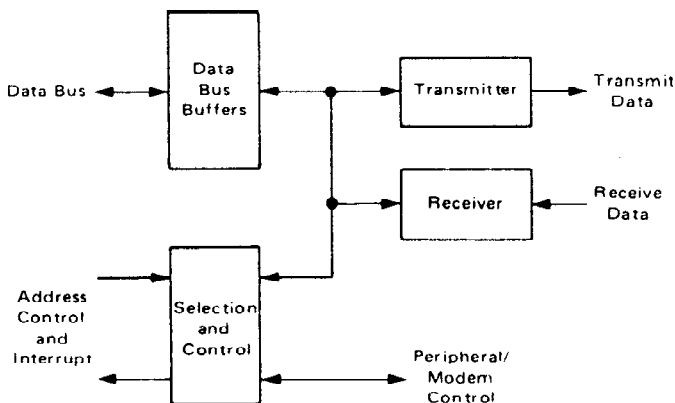 Data Bus
Data
Bus
Buffers
Transmitter
Transmit
Data
Receiver
Receive
Data
Address
Control
and
Interrupt
Selection
and
Control
Peripheral/
Modem
Control